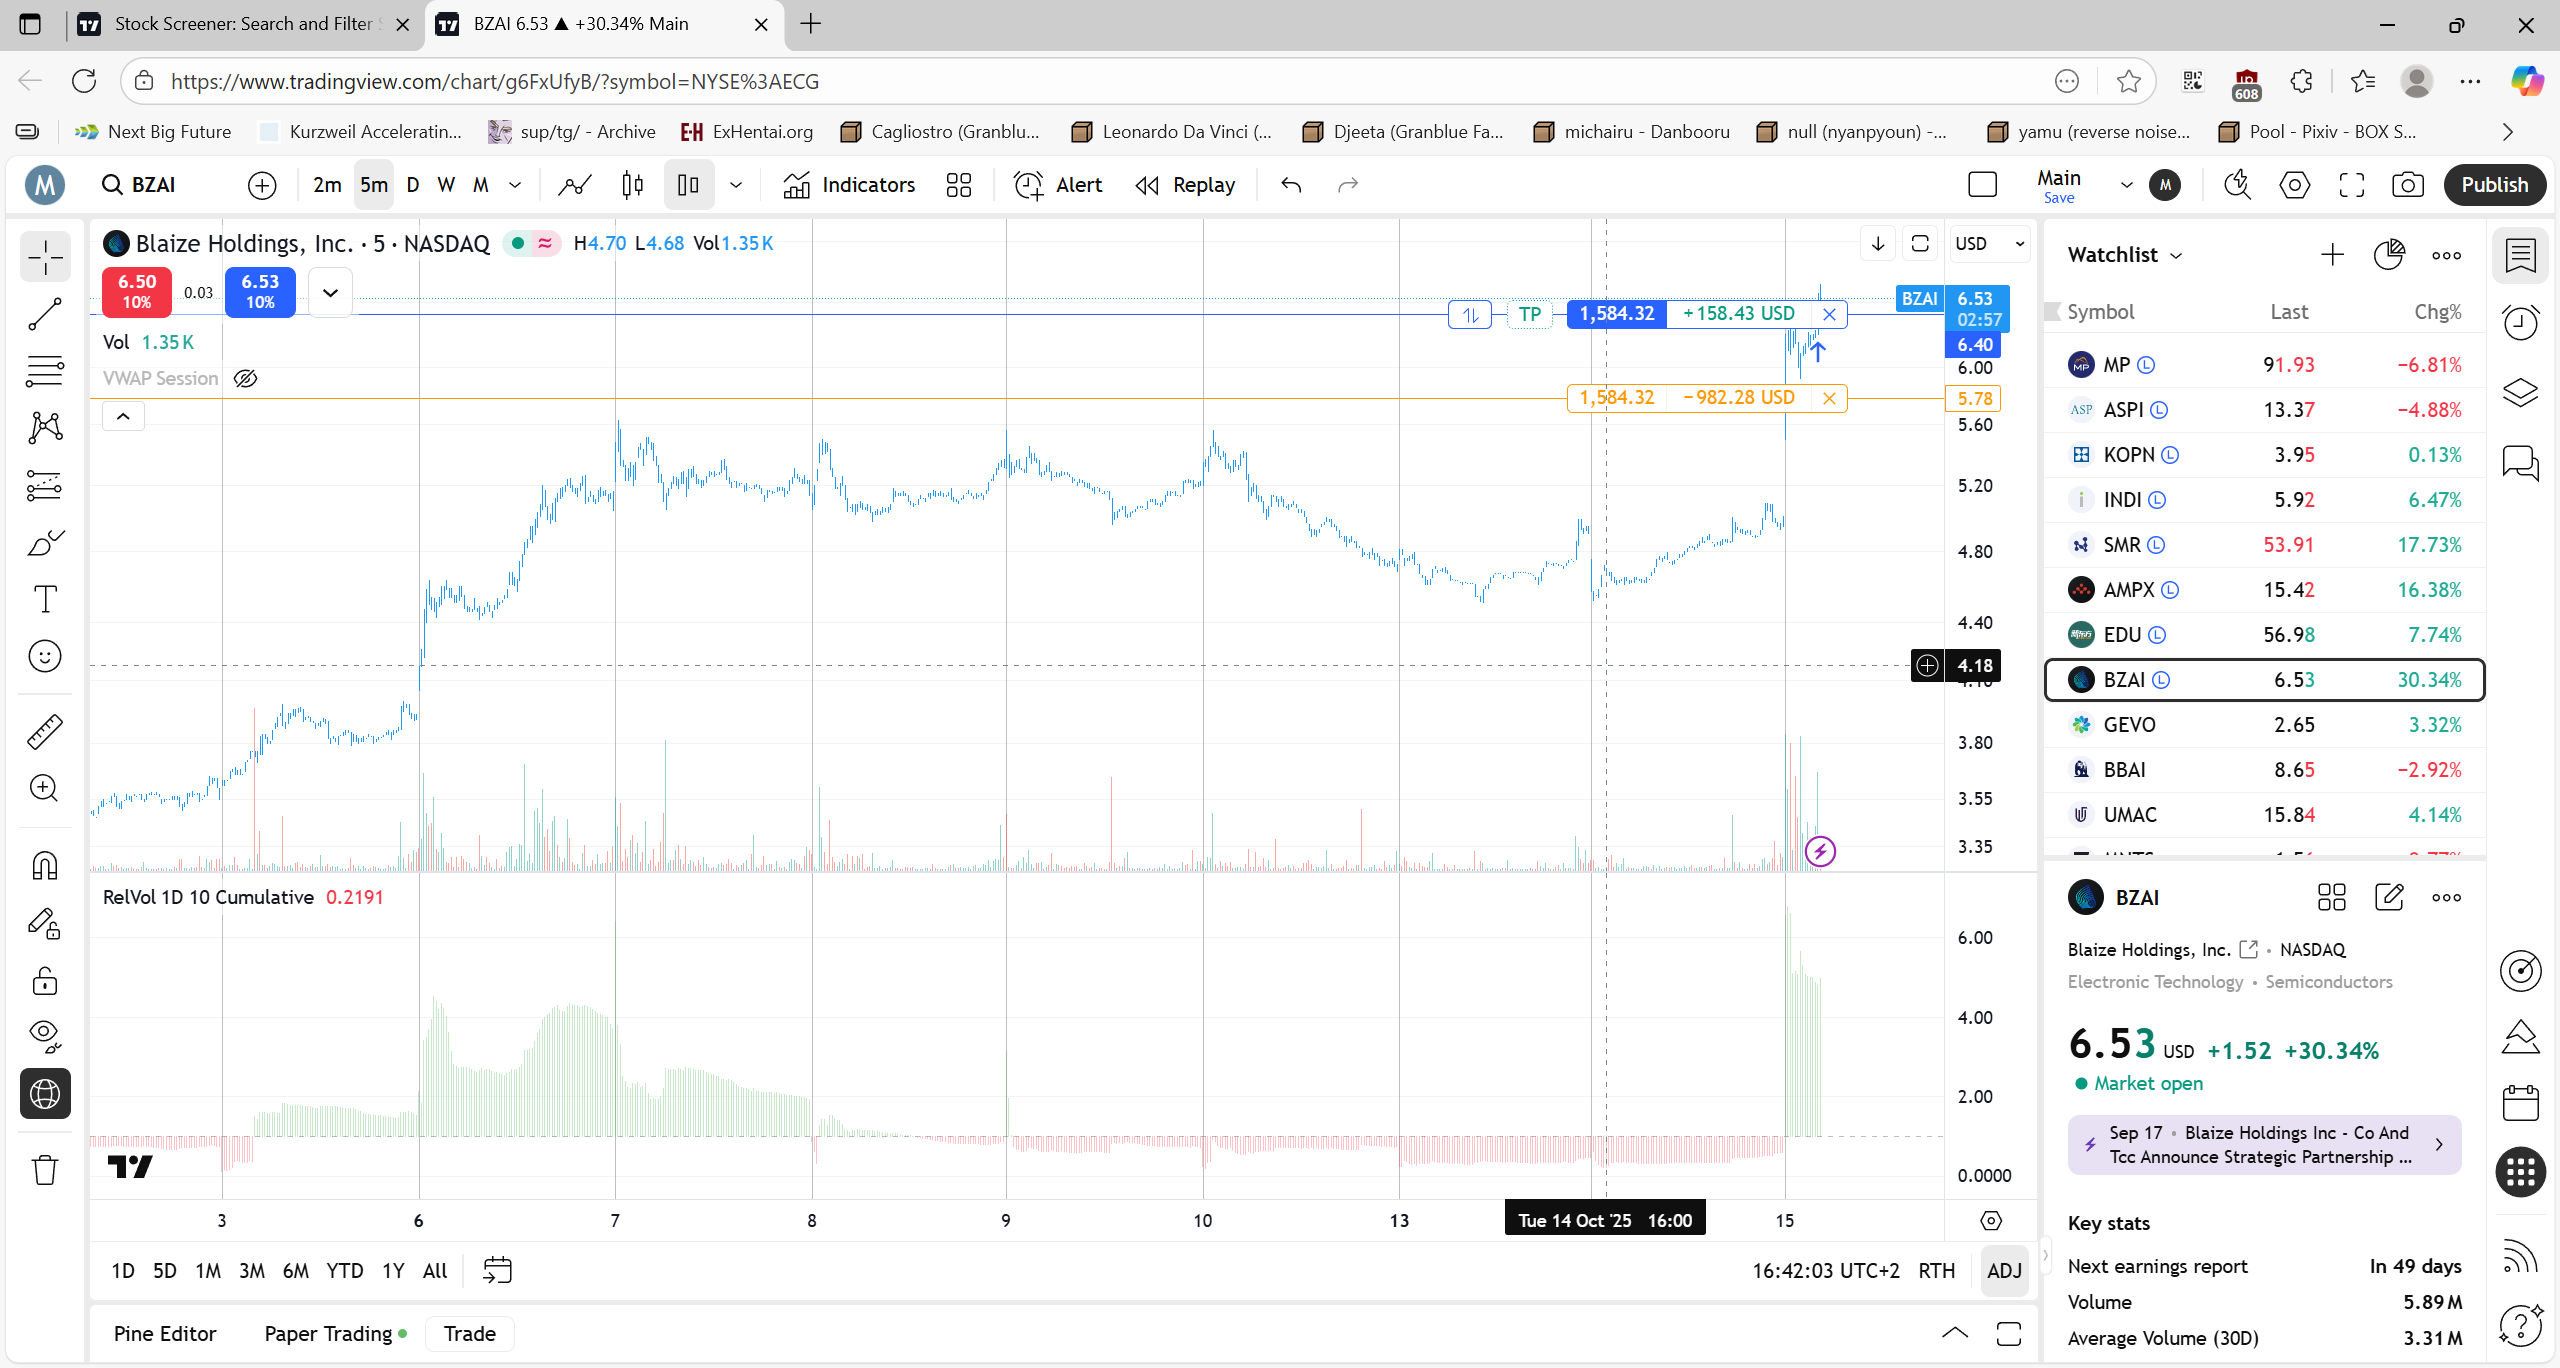 Stock Screener: Search and Filter S
BZAI 6.53 ▲ +30.34% Main
https://www.tradingview.com/chart/g6FxUfyB/?symbol=NYSE%3AECG
608
Next Big Future
Kurzweil Acceleratin...
sup/tg/ - Archive
ExHentai.org
Cagliostro (Granblu...
Leonardo Da Vinci (...
Djeeta (Granblue Fa...
michairu - Danbooru
null (nyanpyoun) -...
yamu (reverse noise...
Pool - Pixiv - BOX S...
M
BZAI
2m 5m D W M
Indicators
Alert
Replay
Main
Save
M
Publish
Blaize Holdings, Inc. · 5 · NASDAQ
H4.70 L4.68 Vol1.35K
USD
6.50
10%
0.03
6.53
10%
Vol 1.35K
VWAP Session
TP
1,584.32 +158.43 USD
1,584.32 −982.28 USD
BZAI
6.53
02:57
6.40
6.00
5.78
5.60
5.20
4.80
4.40
4.18
3.80
3.55
3.35
RelVol 1D 10 Cumulative 0.2191
6.00
4.00
2.00
0.0000
3 6 7 8 9 10 13
Tue 14 Oct '25 16:00
15
1D 5D 1M 3M 6M YTD 1Y All
16:42:03 UTC+2
RTH
ADJ
Pine Editor
Paper Trading
Trade
Watchlist
Symbol Last Chg%
MP L 91.93 −6.81%
ASP ASPI L 13.37 −4.88%
KOPN L 3.95 0.13%
INDI L 5.92 6.47%
SMR L 53.91 17.73%
AMPX L 15.42 16.38%
EDU L 56.98 7.74%
BZAI L 6.53 30.34%
GEVO 2.65 3.32%
BBAI 8.65 −2.92%
UMAC 15.84 4.14%
BZAI
Blaize Holdings, Inc. • NASDAQ
Electronic Technology • Semiconductors
6.53 USD +1.52 +30.34%
Market open
Sep 17 • Blaize Holdings Inc - Co And
Tcc Announce Strategic Partnership ...
Key stats
Next earnings report In 49 days
Volume 5.89M
Average Volume (30D) 3.31M